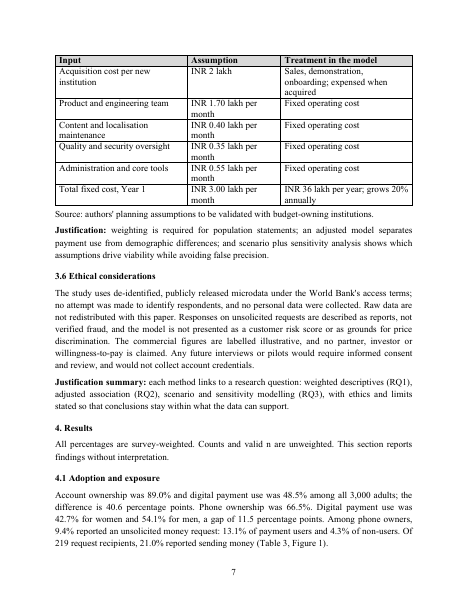 Input Assumption Treatment in the model
Acquisition cost per new institution INR 2 lakh Sales, demonstration, onboarding; expensed when acquired
Product and engineering team INR 1.70 lakh per month Fixed operating cost
Content and localisation maintenance INR 0.40 lakh per month Fixed operating cost
Quality and security oversight INR 0.35 lakh per month Fixed operating cost
Administration and core tools INR 0.55 lakh per month Fixed operating cost
Total fixed cost, Year 1 INR 3.00 lakh per month INR 36 lakh per year; grows 20% annually
Source: authors' planning assumptions to be validated with budget-owning institutions.
Justification: weighting is required for population statements; an adjusted model separates
payment use from demographic differences; and scenario plus sensitivity analysis shows which
assumptions drive viability while avoiding false precision.
3.6 Ethical considerations
The study uses de-identified, publicly released microdata under the World Bank's access terms;
no attempt was made to identify respondents, and no personal data were collected. Raw data are
not redistributed with this paper. Responses on unsolicited requests are described as reports, not
verified fraud, and the model is not presented as a customer risk score or as grounds for price
discrimination. The commercial figures are labelled illustrative, and no partner, investor or
willingness-to-pay is claimed. Any future interviews or pilots would require informed consent
and review, and would not collect account credentials.
Justification summary: each method links to a research question: weighted descriptives (RQ1),
adjusted association (RQ2), scenario and sensitivity modelling (RQ3), with ethics and limits
stated so that conclusions stay within what the data can support.
4. Results
All percentages are survey-weighted. Counts and valid n are unweighted. This section reports
findings without interpretation.
4.1 Adoption and exposure
Account ownership was 89.0% and digital payment use was 48.5% among all 3,000 adults; the
difference is 40.6 percentage points. Phone ownership was 66.5%. Digital payment use was
42.7% for women and 54.1% for men, a gap of 11.5 percentage points. Among phone owners,
9.4% reported an unsolicited money request: 13.1% of payment users and 4.3% of non-users. Of
219 request recipients, 21.0% reported sending money (Table 3, Figure 1).
7